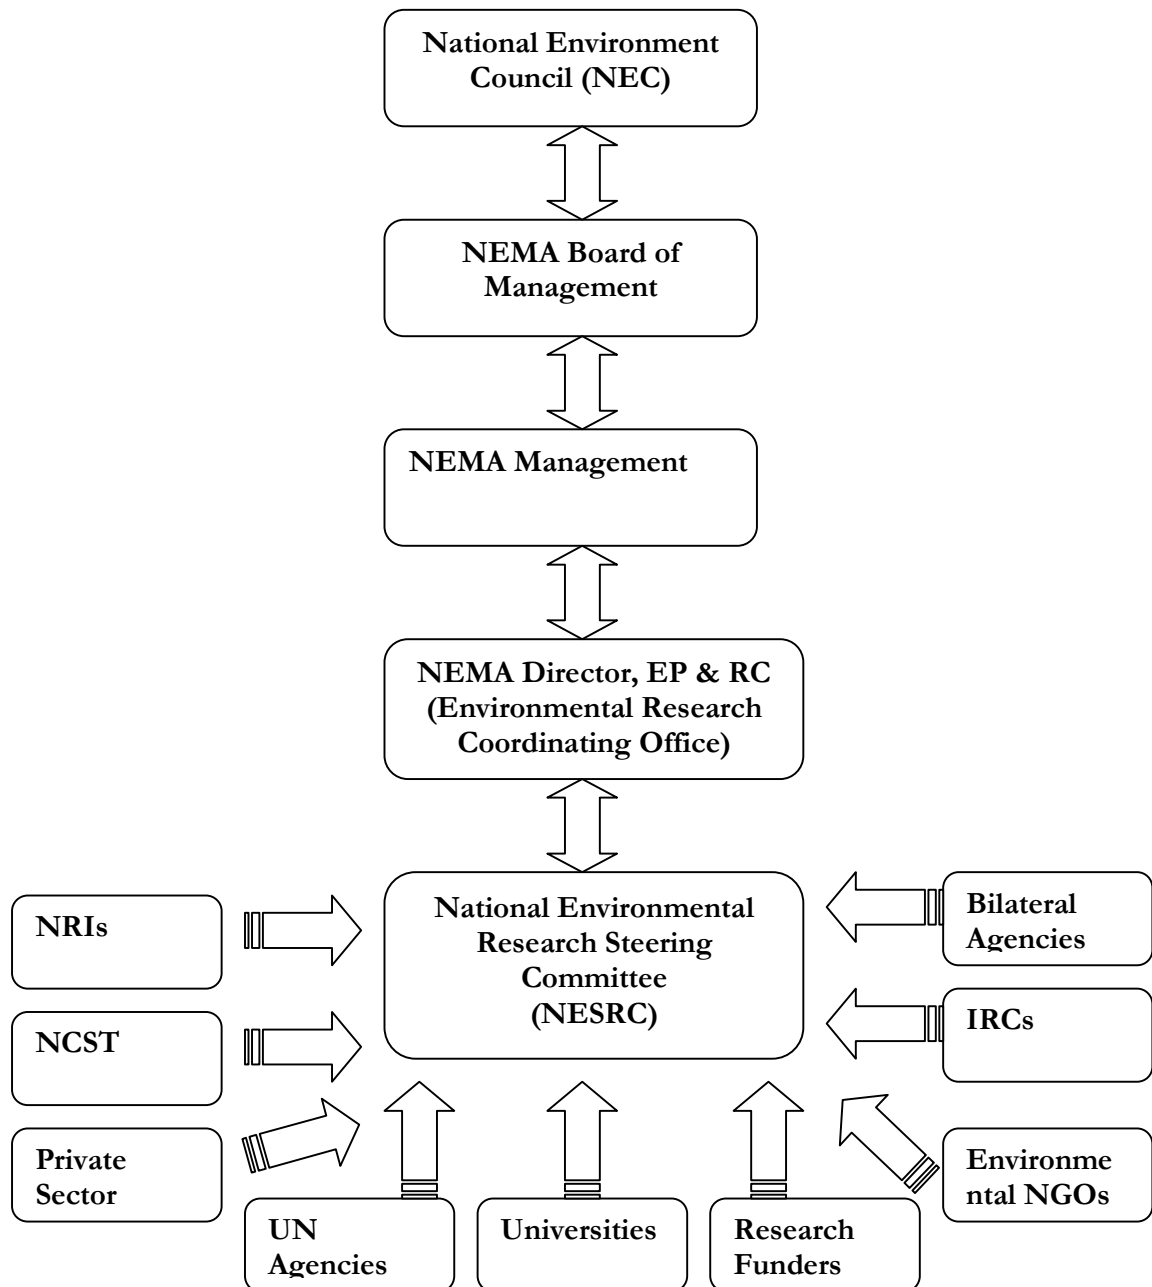 National Environment
Council (NEC)
NEMA Board of
Management
NEMA Management
NEMA Director, EP & RC
(Environmental Research
Coordinating Office)
National Environmental
Research Steering
Committee
(NESRC)
NRIs
NCST
Private
Sector
UN
Agencies
Universities
Research
Funders
Bilateral
Agencies
IRCs
Environme
ntal NGOs